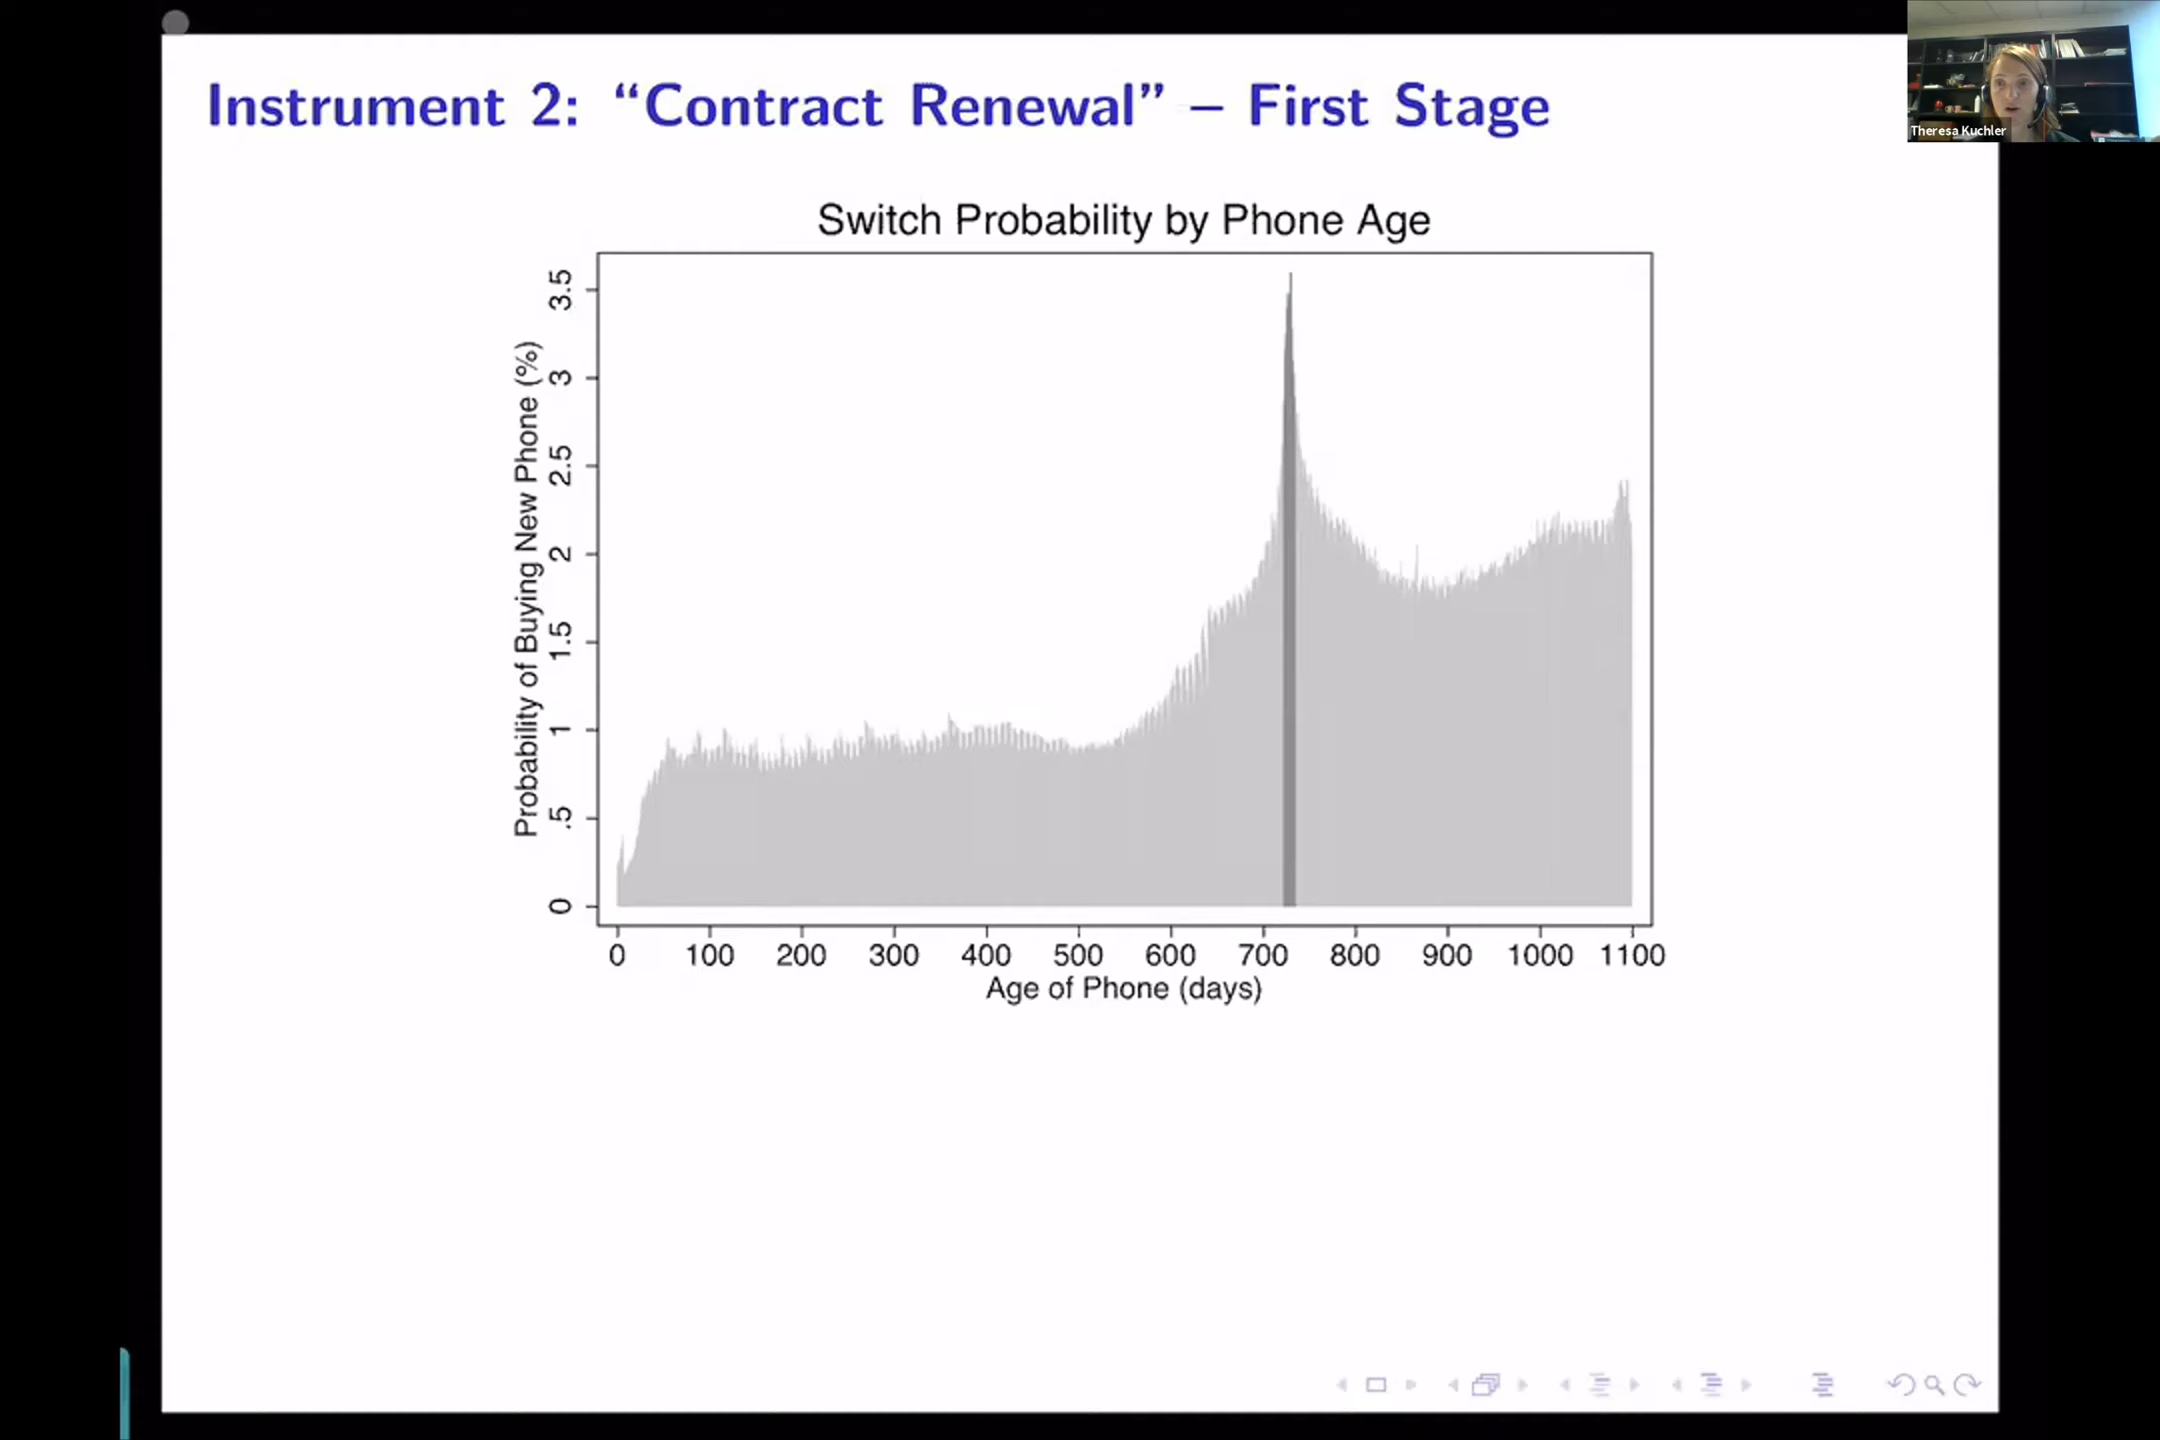 Instrument 2: “Contract Renewal” – First Stage
Theresa Kuchler
Switch Probability by Phone Age
Probability of Buying New Phone (%)
3.5
3
2.5
2
1.5
1
.5
0
0 100 200 300 400 500 600 700 800 900 1000 1100
Age of Phone (days)